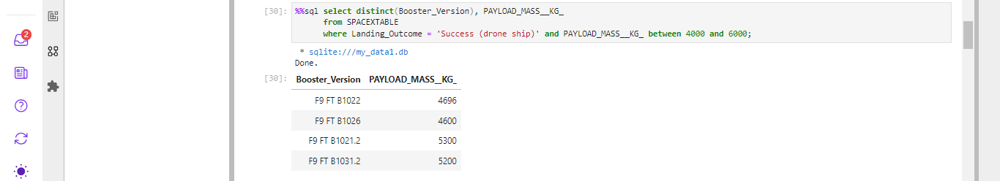 2
[30]: %%sql select distinct(Booster_Version), PAYLOAD_MASS__KG_
from SPACEXTABLE
where Landing_Outcome = 'Success (drone ship)' and PAYLOAD_MASS__KG_ between 4000 and 6000;
* sqlite:///my_data1.db
Done.
[30]: Booster_Version PAYLOAD_MASS__KG_
F9 FT B1022 4696
F9 FT B1026 4600
F9 FT B1021.2 5300
F9 FT B1031.2 5200